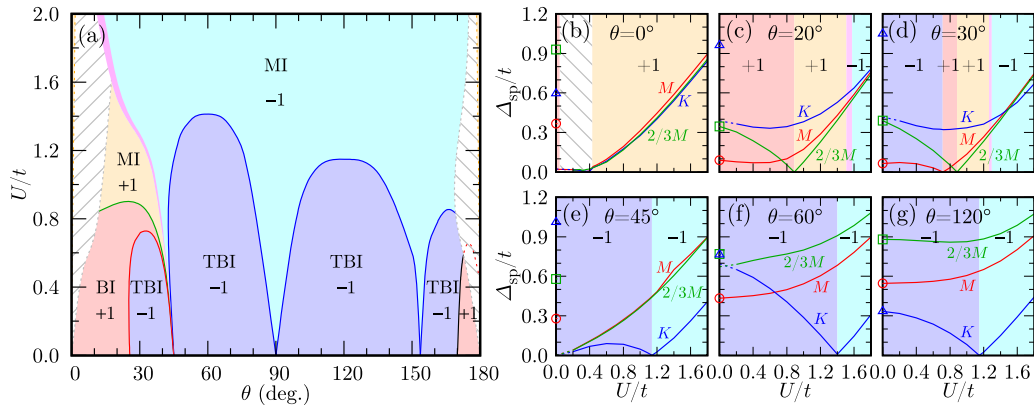 (a)
2.0
1.6
1.2
0.8
0.4
0.0
U/t
MI
−1
MI
+1
BI
+1
TBI
−1
TBI
−1
TBI
−1
TBI
−1
+1
0
30
60
90
120
150
180
θ (deg.)
(b)
θ=0°
+1
M
K
2/3M
1.2
0.9
0.6
0.3
0.0
Δsp/t
(c)
θ=20°
+1
+1
−1
K
M
2/3M
(d)
θ=30°
−1
+1
+1
−1
K
M
2/3M
(e)
θ=45°
−1
−1
M
2/3M
K
1.2
0.9
0.6
0.3
0.0
Δsp/t
0.0 0.4 0.8 1.2 1.6
U/t
(f)
θ=60°
−1
−1
2/3M
M
K
0.0 0.4 0.8 1.2 1.6
U/t
(g)
θ=120°
−1
−1
2/3M
M
K
0.0 0.4 0.8 1.2 1.6
U/t